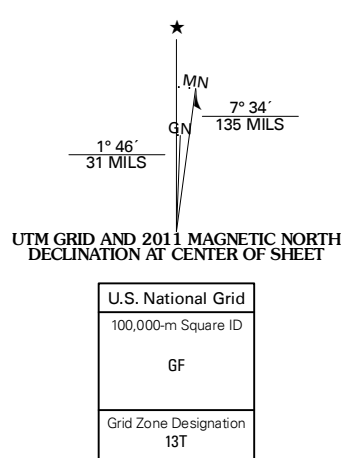 ★
MN
7° 34´
135 MILS
GN
1° 46´
31 MILS
UTM GRID AND 2011 MAGNETIC NORTH
DECLINATION AT CENTER OF SHEET
U.S. National Grid
100,000-m Square ID
GF
Grid Zone Designation
13T